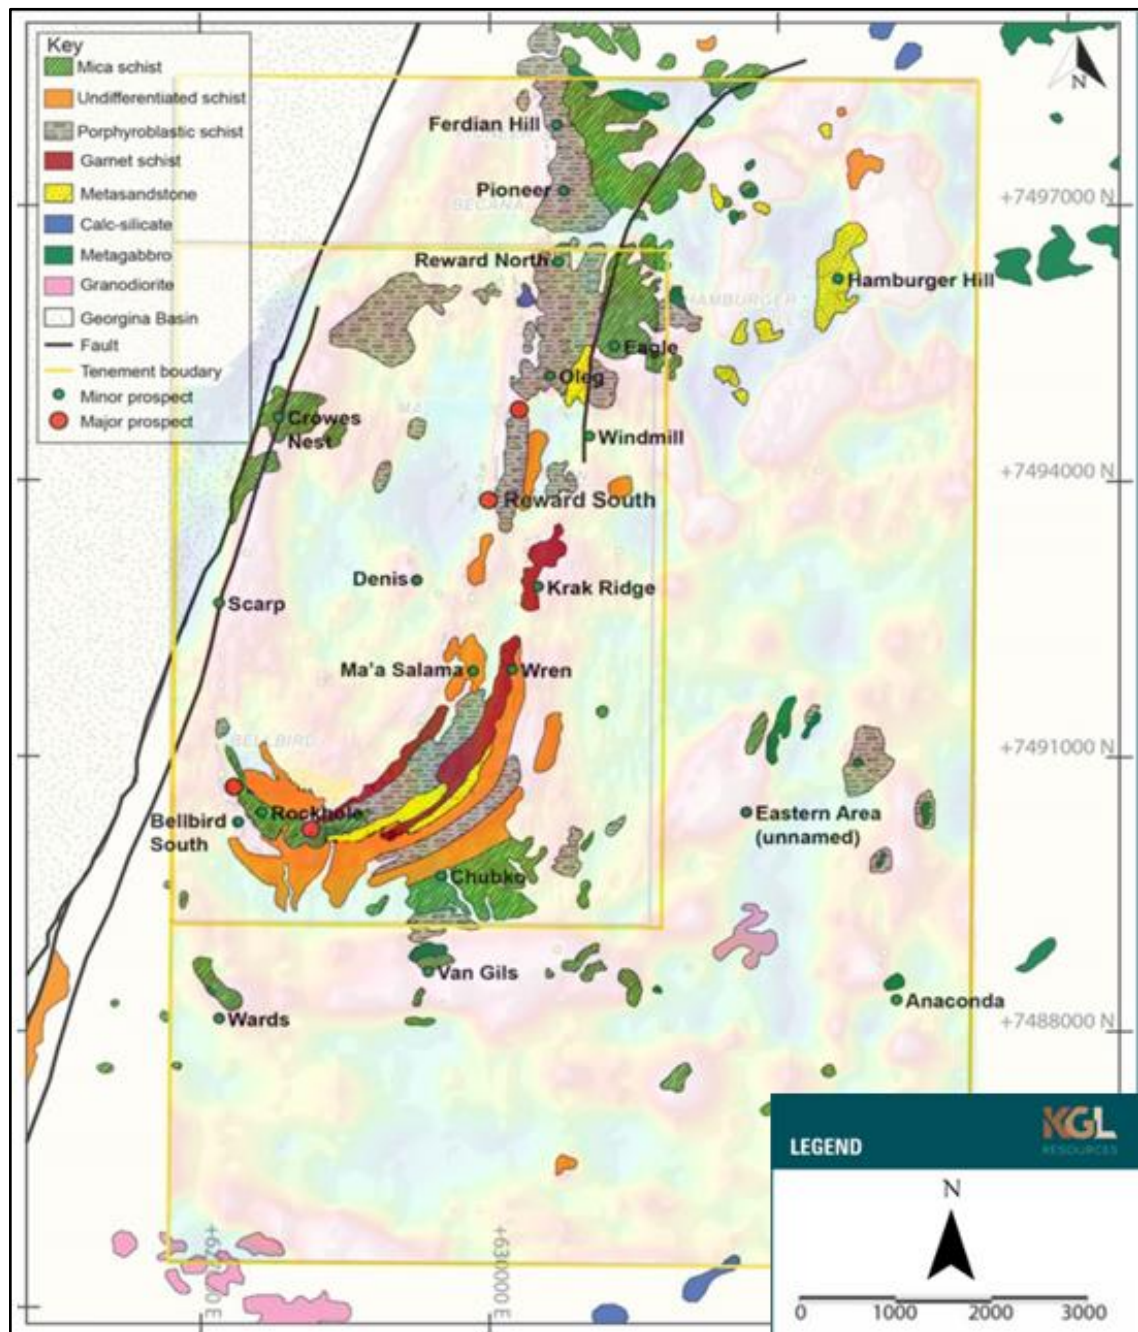 Key
Mica schist
Undifferentiated schist
Porphyroblastic schist
Garnet schist
Metasandstone
Calc-silicate
Metagabbro
Granodiorite
Georgina Basin
Fault
Tenement boudary
Minor prospect
Major prospect
N
Ferdian Hill
Pioneer
+7497000 N
Reward North
Hamburger Hill
HAMBURGER
Eagle
Oleg
Crowes
Nest
Windmill
+7494000 N
Reward South
Denis
Krak Ridge
Scarp
Ma'a Salama
Wren
BELLBIRD
+7491000 N
Rockhole
Bellbird
South
Eastern Area
(unnamed)
Chubko
Van Gils
Anaconda
Wards
+7488000 N
+630000 E
LEGEND
KGL
RESOURCES
N
0 1000 2000 3000